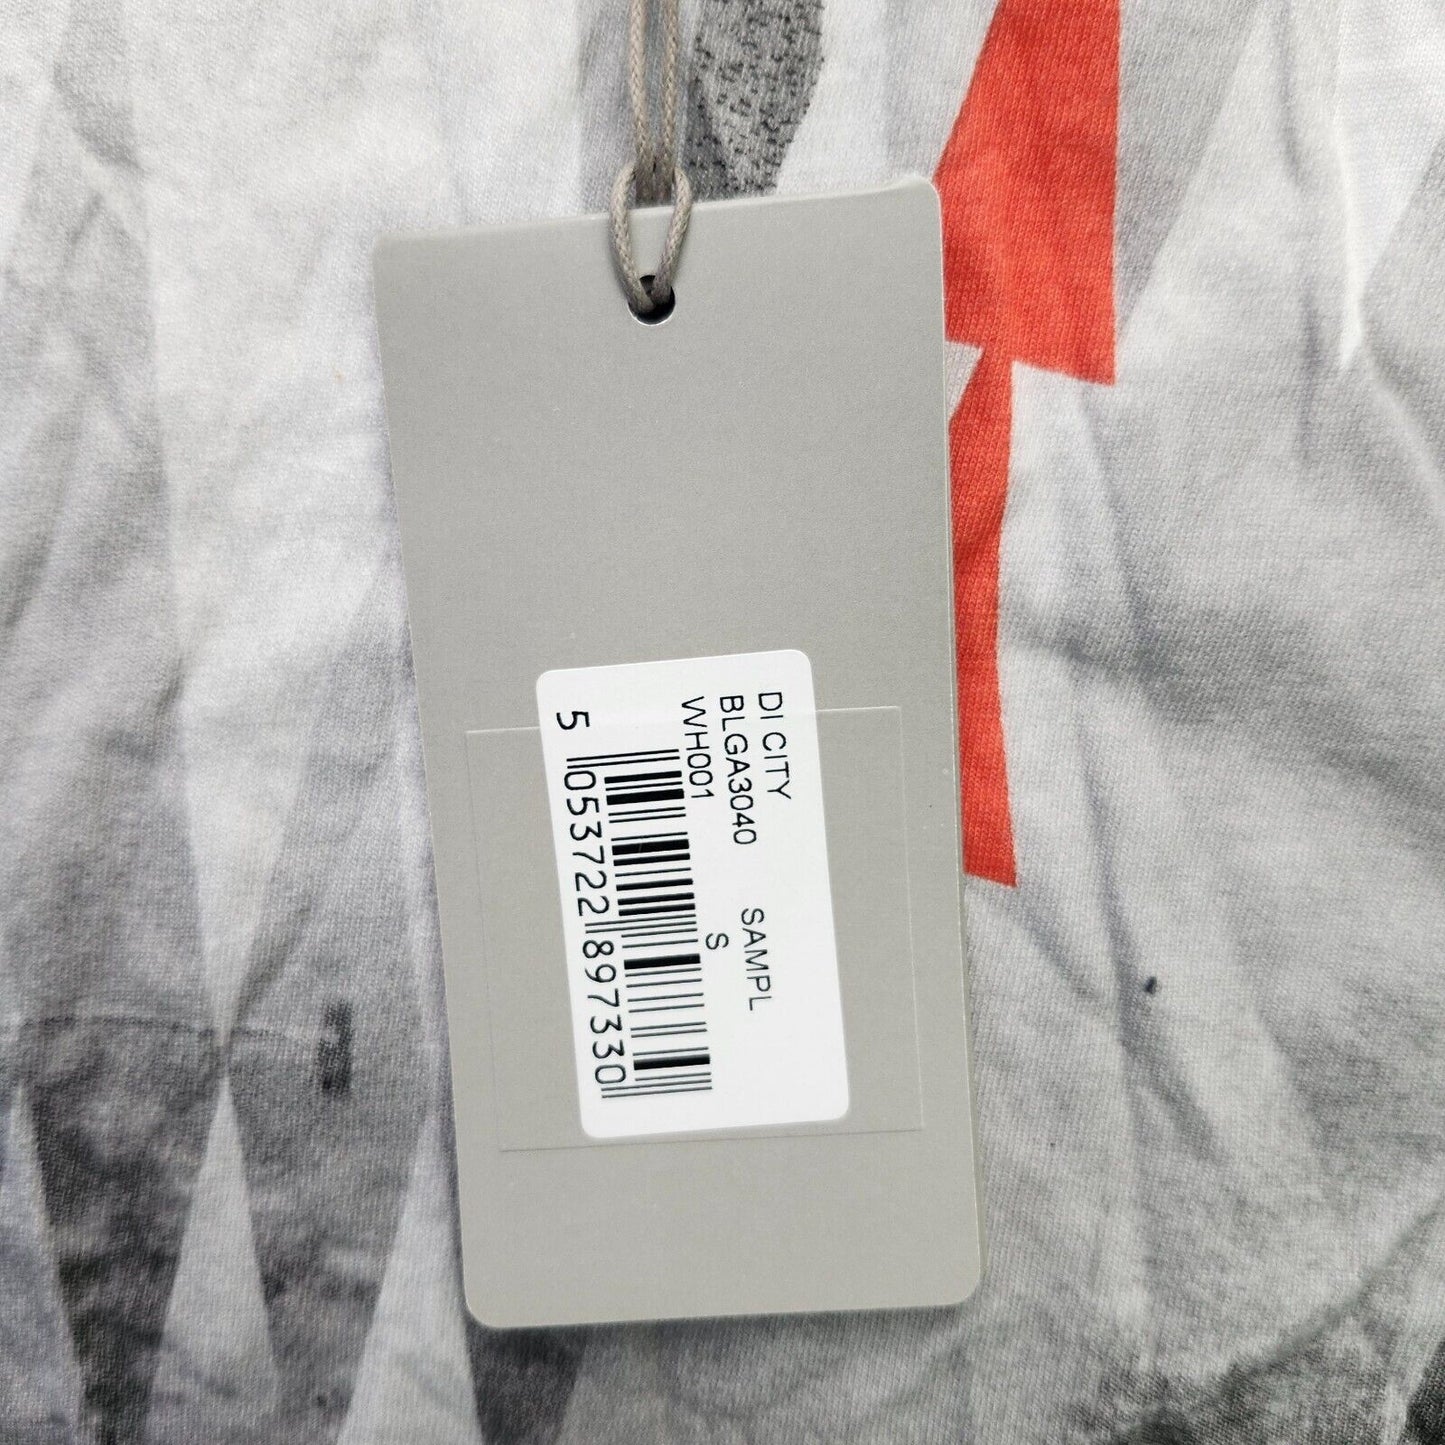 DI CITY
BLGA3040 SAMPL
WH001 S
5 053722 897330